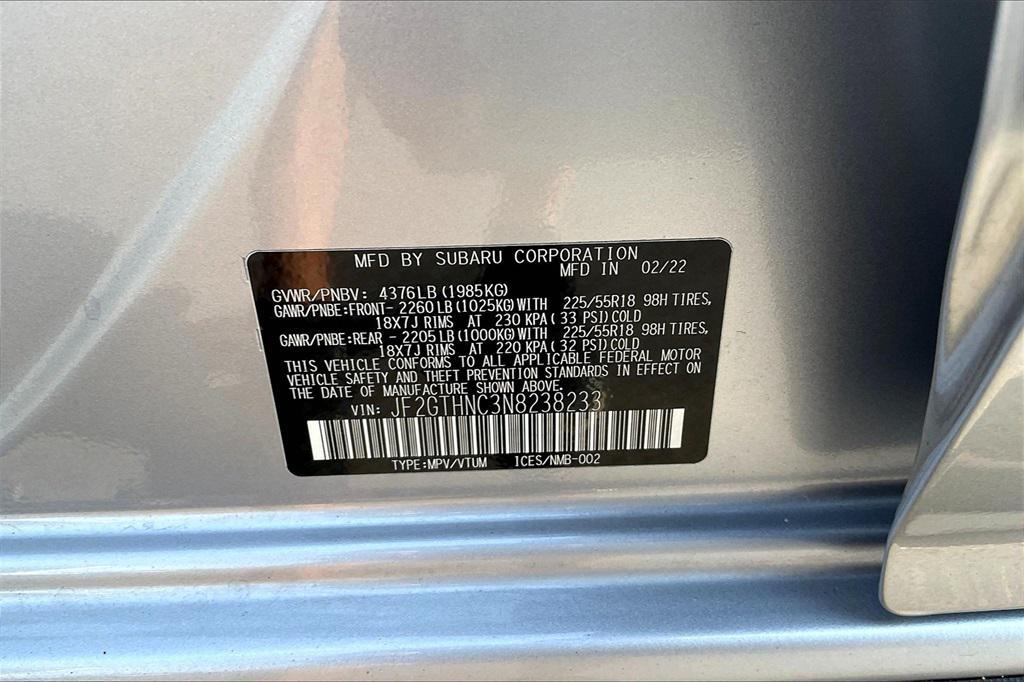 MFD BY SUBARU CORPORATION
MFD IN 02/22
GVWR/PNBV: 4376LB (1985KG)
GAWR/PNBE:FRONT- 2260LB (1025KG) WITH 225/55R18 98H TIRES,
18X7J RIMS AT 230 KPA ( 33 PSI) COLD
GAWR/PNBE:REAR - 2205LB (1000KG) WITH 225/55R18 98H TIRES,
18X7J RIMS AT 220 KPA ( 32 PSI) COLD
THIS VEHICLE CONFORMS TO ALL APPLICABLE FEDERAL MOTOR
VEHICLE SAFETY AND THEFT PREVENTION STANDARDS IN EFFECT ON
THE DATE OF MANUFACTURE SHOWN ABOVE.
VIN: JF2GTHNC3N8238233
TYPE:MPV/VTUM ICES/NMB-002